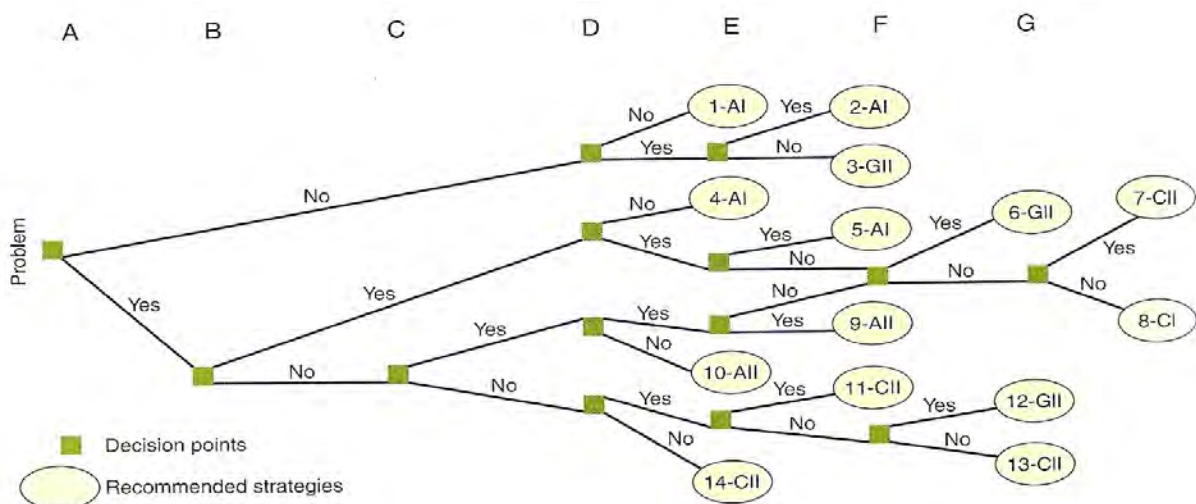 A B C D E F G
No 1-AI Yes 2-AI
Yes No
3-GII
No
No 4-AI 7-CII
Yes 6-GII
Yes 5-AI
Yes Yes
No No
Problem
Yes Yes No No
Yes Yes 9-AII 8-CI
No
No
10-AII Yes 11-CII
No Yes Yes 12-GII
Decision points No No
No 13-CII
Recommended strategies 14-CII